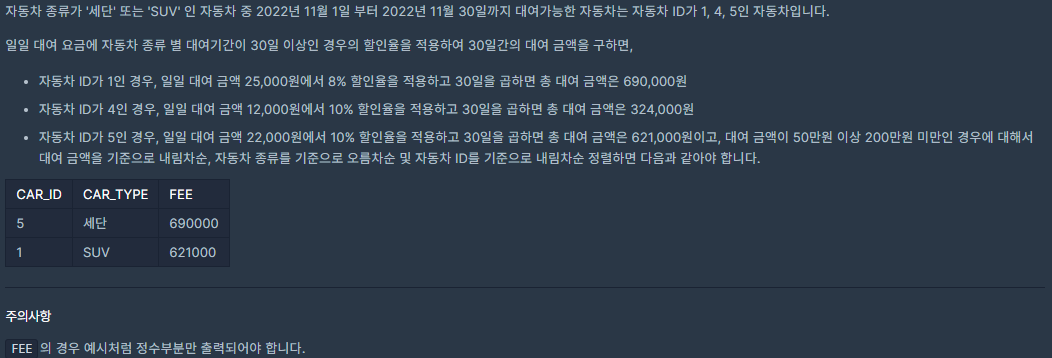 자동차 종류가 '세단' 또는 'SUV' 인 자동차 중 2022년 11월 1일 부터 2022년 11월 30일까지 대여가능한 자동차는 자동차 ID가 1, 4, 5인 자동차입니다.
일일 대여 요금에 자동차 종류 별 대여기간이 30일 이상인 경우의 할인율을 적용하여 30일간의 대여 금액을 구하면,
• 자동차 ID가 1인 경우, 일일 대여 금액 25,000원에서 8% 할인율을 적용하고 30일을 곱하면 총 대여 금액은 690,000원
• 자동차 ID가 4인 경우, 일일 대여 금액 12,000원에서 10% 할인율을 적용하고 30일을 곱하면 총 대여 금액은 324,000원
• 자동차 ID가 5인 경우, 일일 대여 금액 22,000원에서 10% 할인율을 적용하고 30일을 곱하면 총 대여 금액은 621,000원이고, 대여 금액이 50만원 이상 200만원 미만인 경우에 대해서
대여 금액을 기준으로 내림차순, 자동차 종류를 기준으로 오름차순 및 자동차 ID를 기준으로 내림차순 정렬하면 다음과 같아야 합니다.
CAR_ID CAR_TYPE FEE
5 세단 690000
1 SUV 621000
주의사항
FEE 의 경우 예시처럼 정수부분만 출력되어야 합니다.